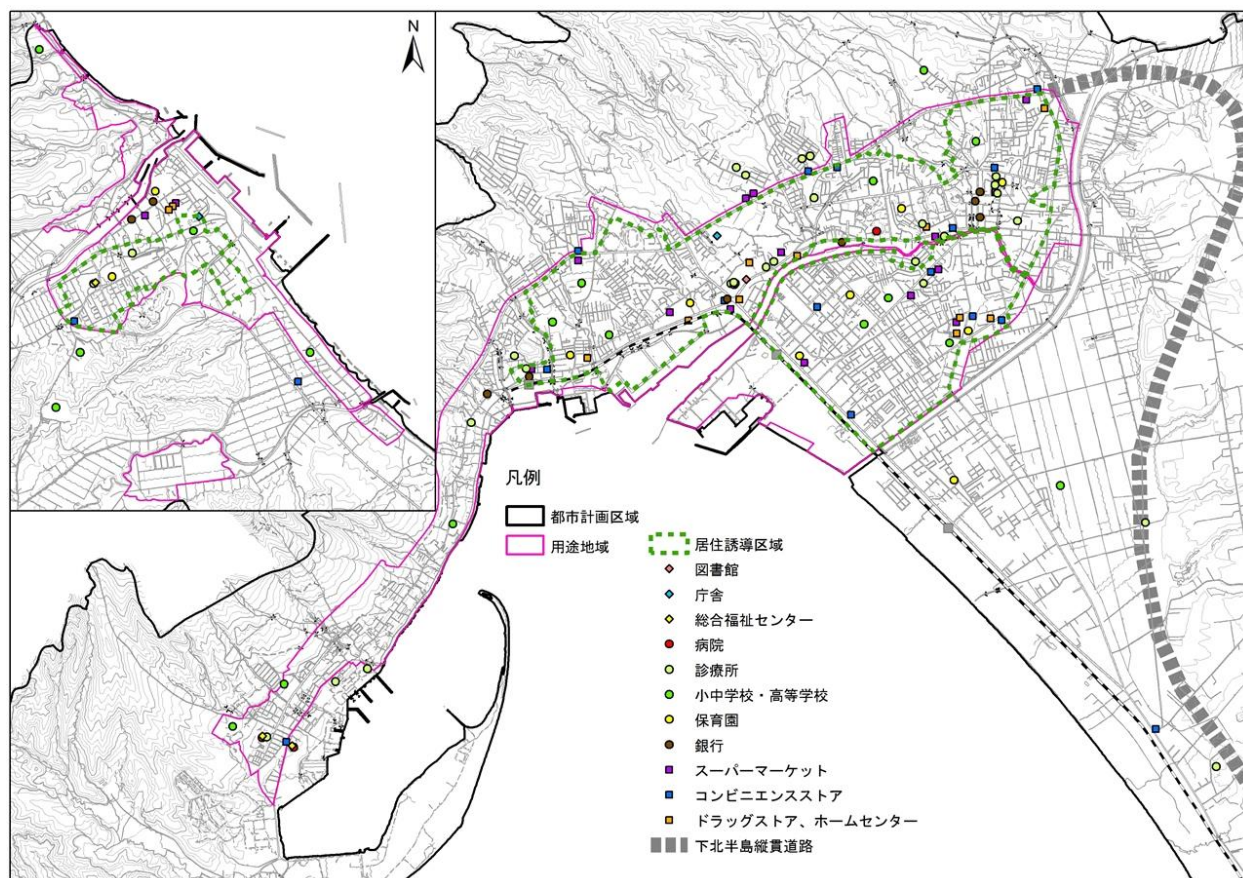 N
凡例
都市計画区域
用途地域
居住誘導区域
図書館
庁舎
総合福祉センター
病院
診療所
小中学校・高等学校
保育園
銀行
スーパーマーケット
コンビニエンスストア
ドラッグストア、ホームセンター
下北半島縦貫道路